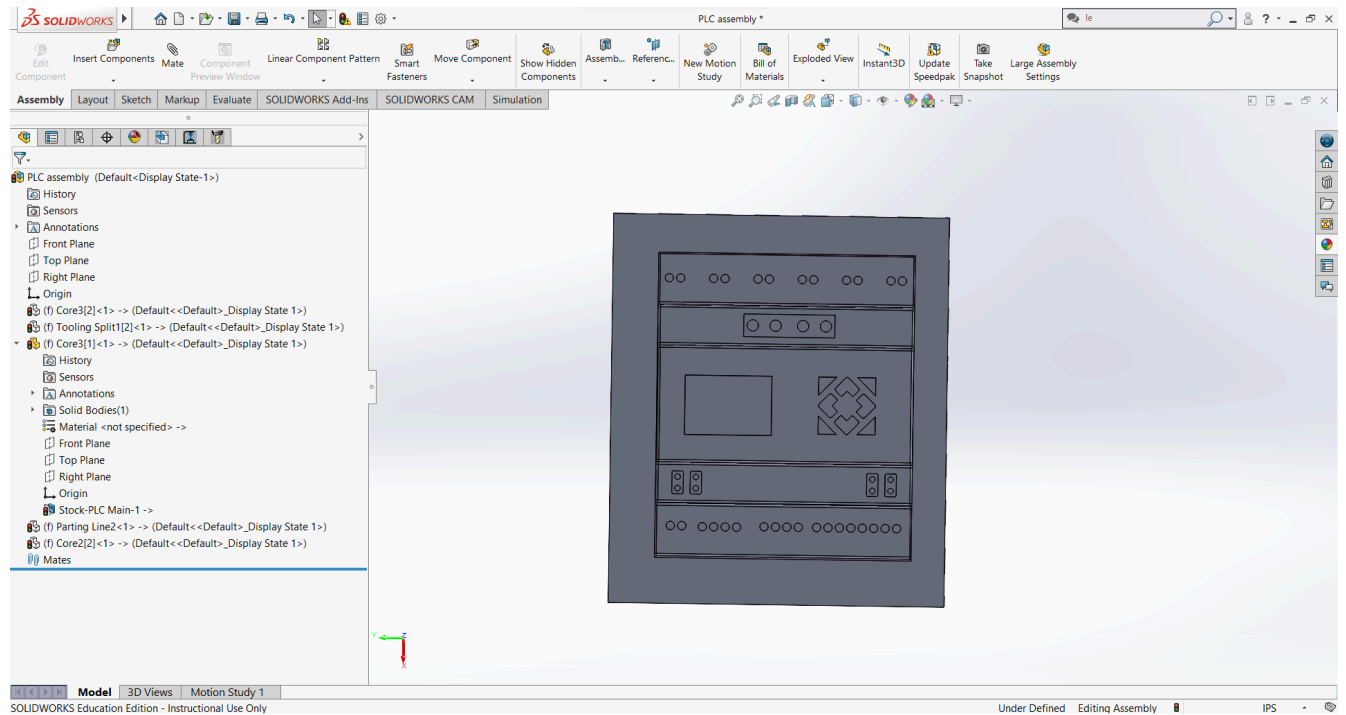 SOLIDWORKS
PLC assembly *
le
Edit Component
Insert Components
Mate
Component Preview Window
Linear Component Pattern
Smart Fasteners
Move Component
Show Hidden Components
Assemb...
Referenc...
New Motion Study
Bill of Materials
Exploded View
Instant3D
Update Speedpak
Take Snapshot
Large Assembly Settings
Assembly Layout Sketch Markup Evaluate SOLIDWORKS Add-Ins SOLIDWORKS CAM Simulation
PLC assembly (Default<Display State-1>)
History
Sensors
Annotations
Front Plane
Top Plane
Right Plane
Origin
(f) Core3[2]<1> -> (Default<<Default>_Display State 1>)
(f) Tooling Split1[2]<1> -> (Default<<Default>_Display State 1>)
(f) Core3[1]<1> -> (Default<<Default>_Display State 1>)
History
Sensors
Annotations
Solid Bodies(1)
Material <not specified> ->
Front Plane
Top Plane
Right Plane
Origin
Stock-PLC Main-1 ->
(f) Parting Line2<1> -> (Default<<Default>_Display State 1>)
(f) Core2[2]<1> -> (Default<<Default>_Display State 1>)
Mates
Y Z
X
Model 3D Views Motion Study 1
SOLIDWORKS Education Edition - Instructional Use Only
Under Defined Editing Assembly IPS